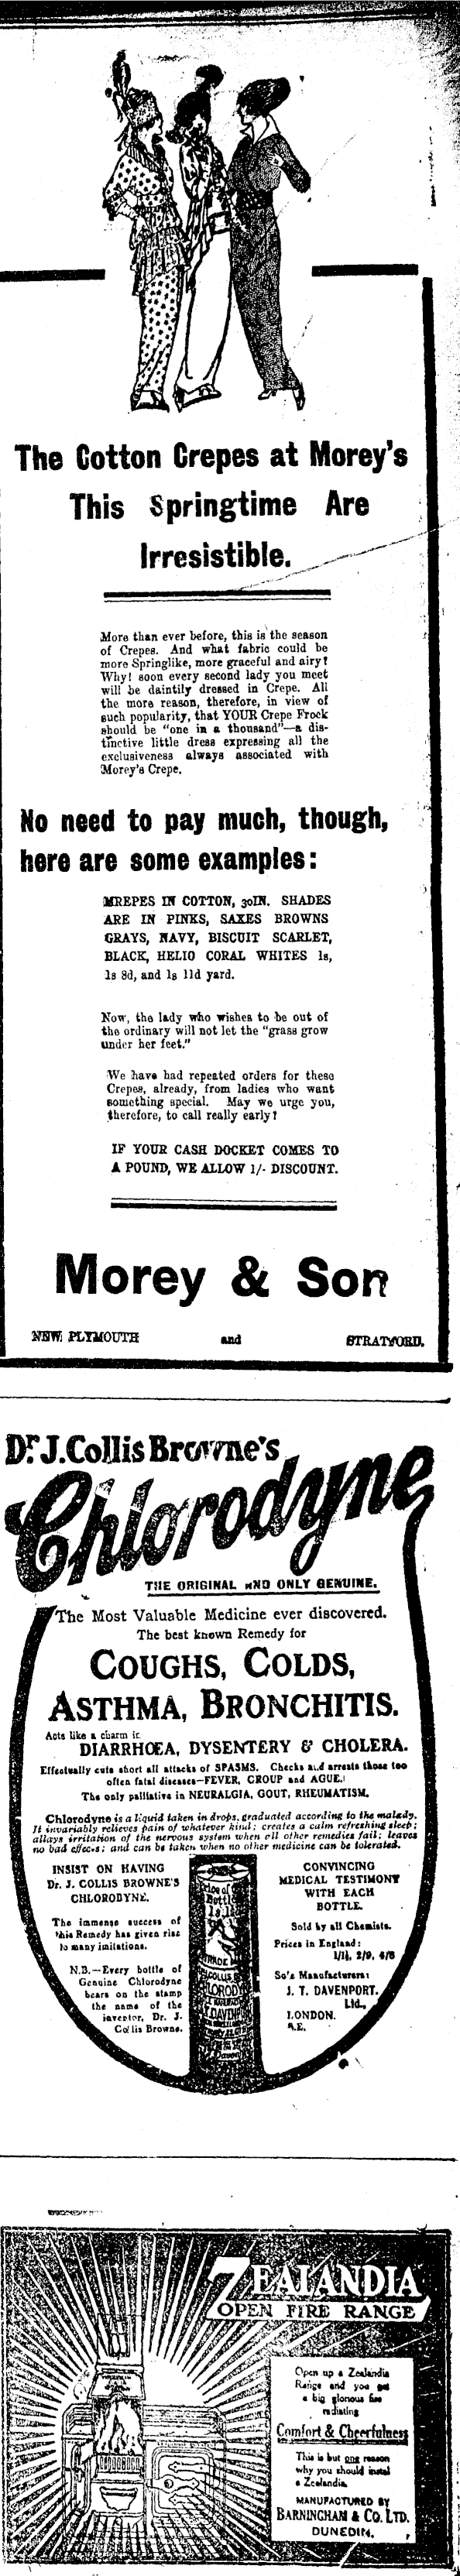 The Cotton Crepes at Morey's
This Springtime Are
Irresistible.
More than ever before, this is the season
of Crepes. And what fabric could be
more Springlike, more graceful and airy?
Why! soon every second lady you meet
will be daintily dressed in Crepe. All
the more reason, therefore, in view of
such popularity, that YOUR Crepe Frock
should be "one in a thousand"—a dis-
tinctive little dress expressing all the
exclusiveness always associated with
Morey's Crepe.
No need to pay much, though,
here are some examples:
MREPES IN COTTON, 30IN. SHADES
ARE IN PINKS, SAXES BROWNS
GRAYS, NAVY, BISCUIT SCARLET,
BLACK, HELIO CORAL WHITES 1s,
1s 8d, and 1s 11d yard.
Now, the lady who wishes to be out of
the ordinary will not let the "grass grow
under her feet."
We have had repeated orders for these
Crepes, already, from ladies who want
something special. May we urge you,
therefore, to call really early?
IF YOUR CASH DOCKET COMES TO
A POUND, WE ALLOW 1/- DISCOUNT.
Morey & Son
NEW PLYMOUTH and STRATFORD.
Dr. J. Collis Browne's
Chlorodyne
THE ORIGINAL AND ONLY GENUINE.
The Most Valuable Medicine ever discovered.
The best known Remedy for
COUGHS, COLDS,
ASTHMA, BRONCHITIS.
Acts like a charm in
DIARRHŒA, DYSENTERY & CHOLERA.
Effectually cuts short all attacks of SPASMS. Checks and arrests those too
often fatal diseases—FEVER, CROUP and AGUE.
The only palliative in NEURALGIA, GOUT, RHEUMATISM.
Chlorodyne is a liquid taken in drops, graduated according to the malady.
It invariably relieves pain of whatever kind; creates a calm refreshing sleep;
allays irritation of the nervous system when all other remedies fail; leaves
no bad effects; and can be taken when no other medicine can be tolerated.
INSIST ON HAVING
Dr. J. COLLIS BROWNE'S
CHLORODYNE.
The immense success of
this Remedy has given rise
to many imitations.
N.B.—Every bottle of
Genuine Chlorodyne
bears on the stamp
the name of the
inventor, Dr. J.
Collis Browne.
CONVINCING
MEDICAL TESTIMONY
WITH EACH
BOTTLE.
Sold by all Chemists.
Prices in England:
1/1½, 2/9, 4/6
Sole Manufacturers:
J. T. DAVENPORT,
Ltd.,
LONDON.
S.E.
ZEALANDIA
OPEN FIRE RANGE
Open up a Zealandia
Range and you get
a big glorious fire
radiating
Comfort & Cheerfulness
This is but one reason
why you should instal
a Zealandia.
MANUFACTURED BY
BARNINGHAM & CO. LTD.
DUNEDIN.